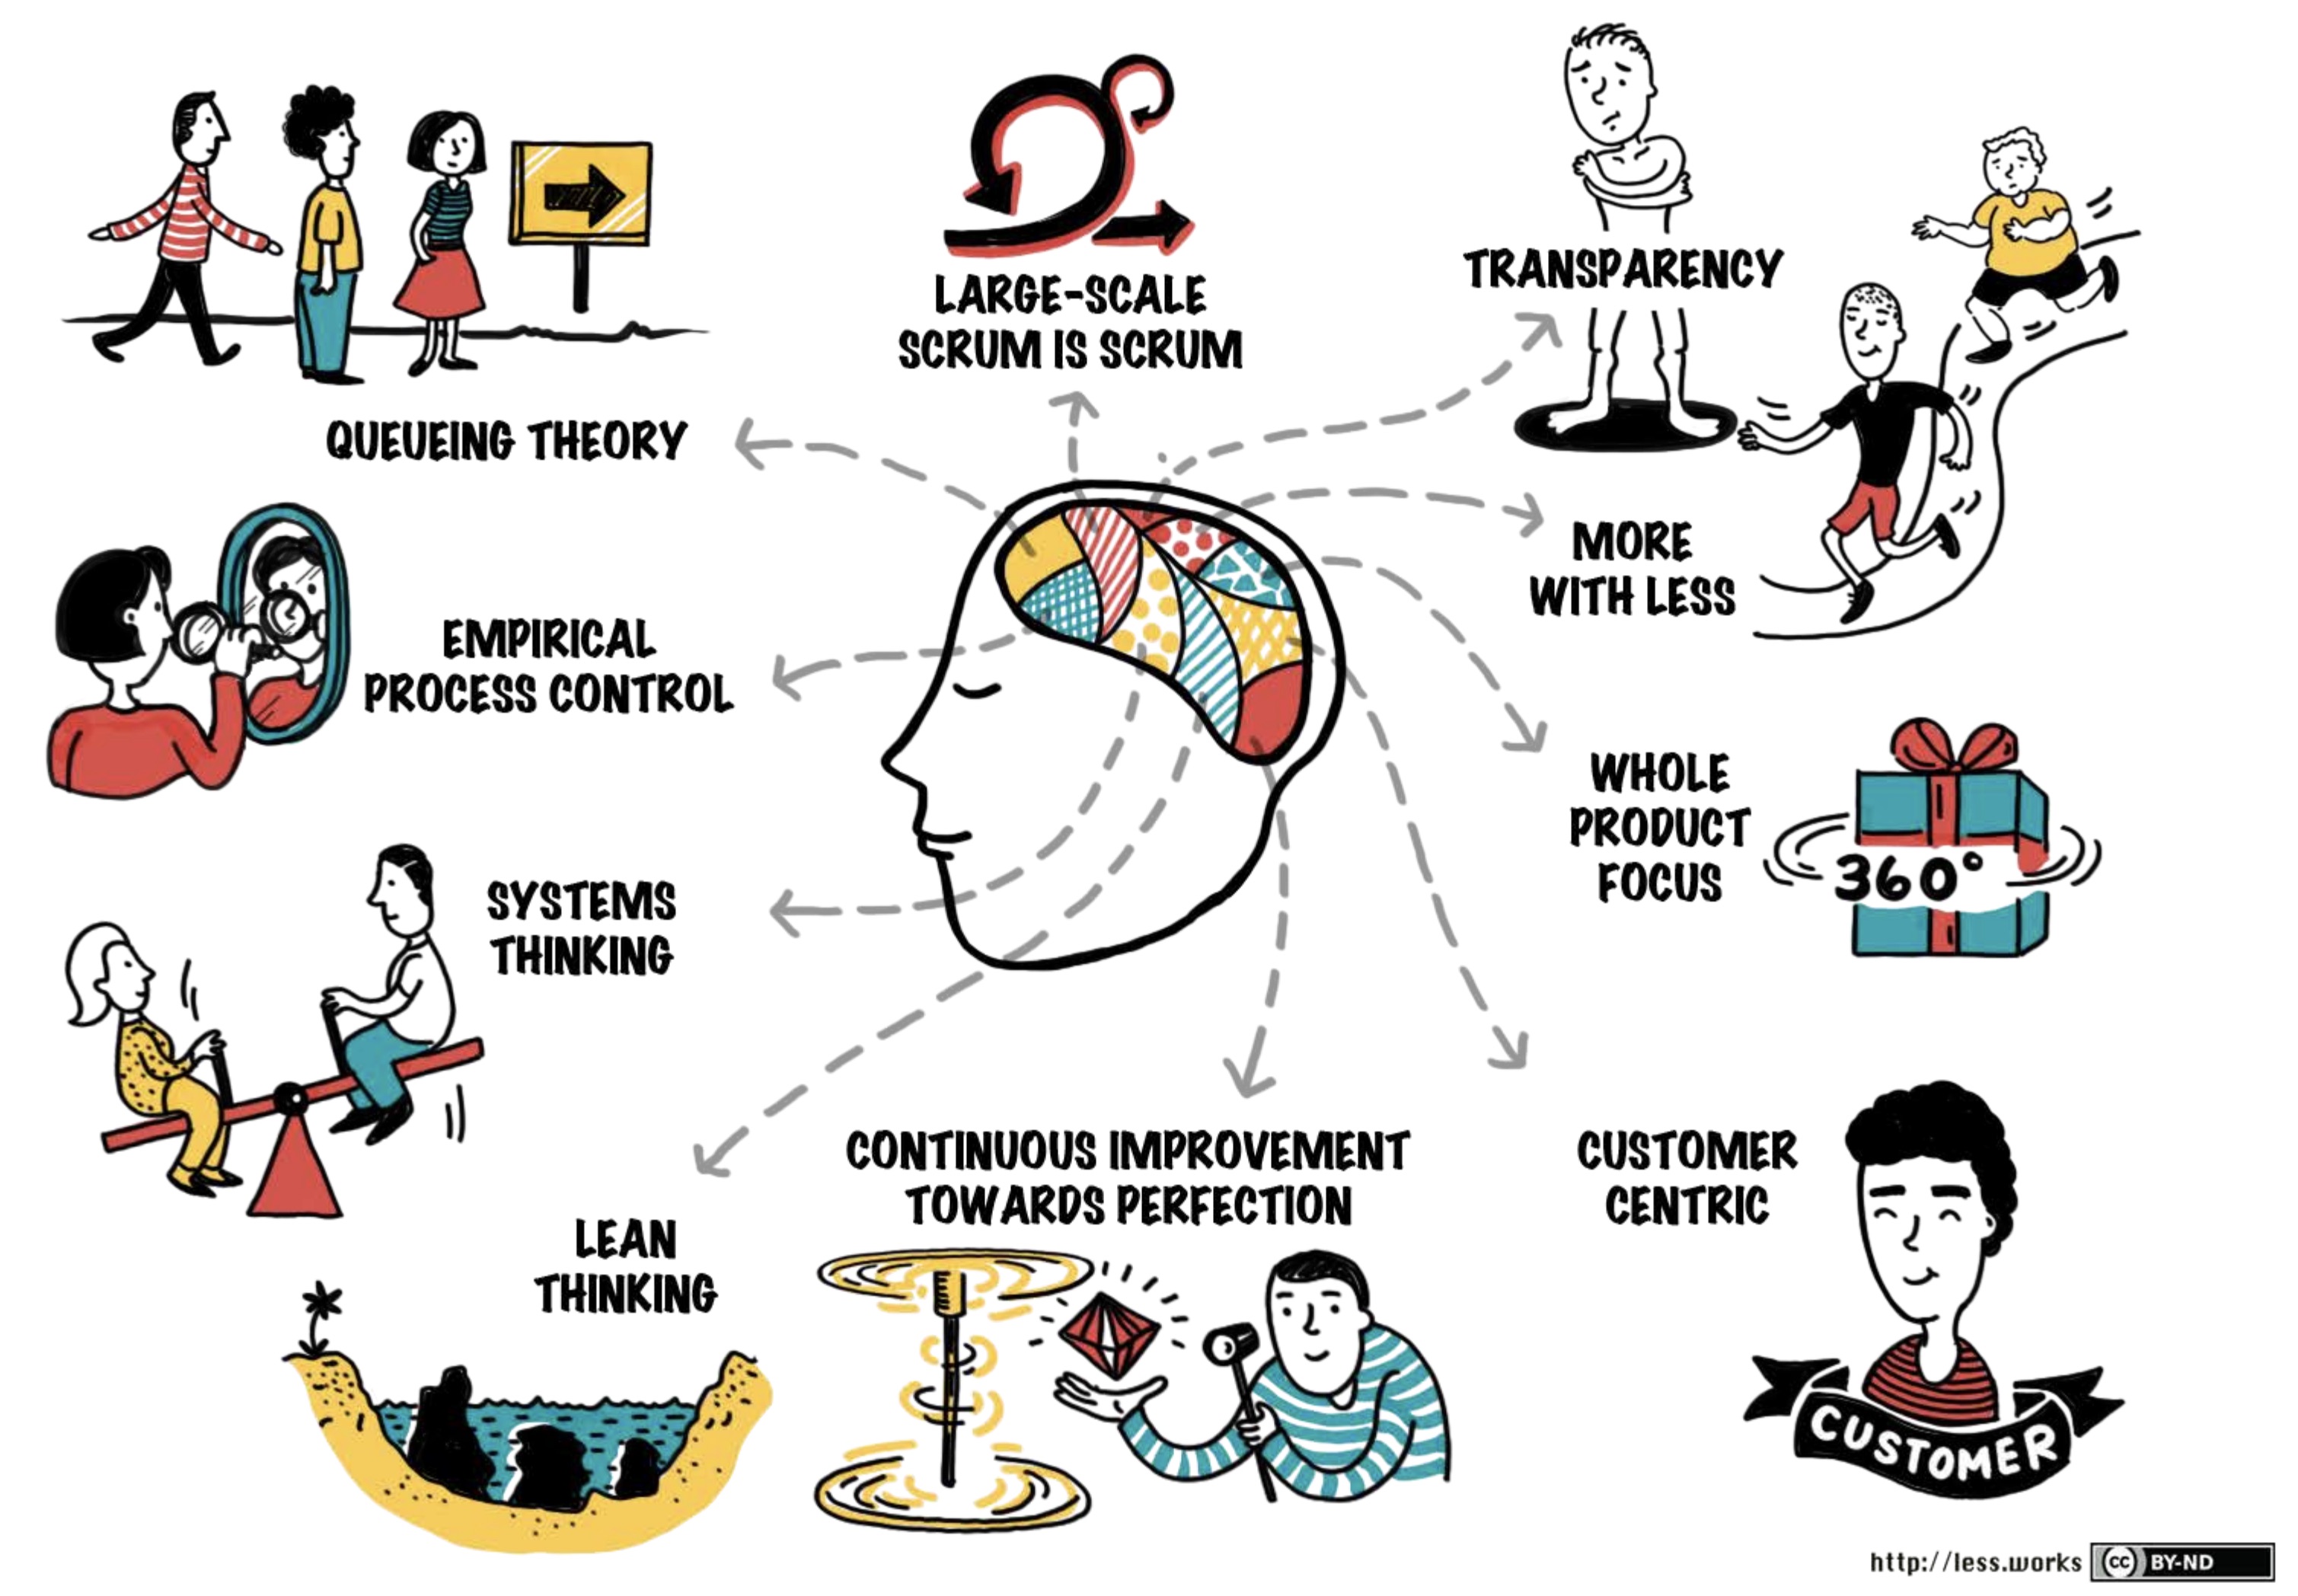 LARGE-SCALE
SCRUM IS SCRUM
TRANSPARENCY
QUEUEING THEORY
MORE
WITH LESS
EMPIRICAL
PROCESS CONTROL
WHOLE
PRODUCT
FOCUS
360°
SYSTEMS
THINKING
CONTINUOUS IMPROVEMENT
TOWARDS PERFECTION
CUSTOMER
CENTRIC
LEAN
THINKING
CUSTOMER
http://less.works
cc BY-ND